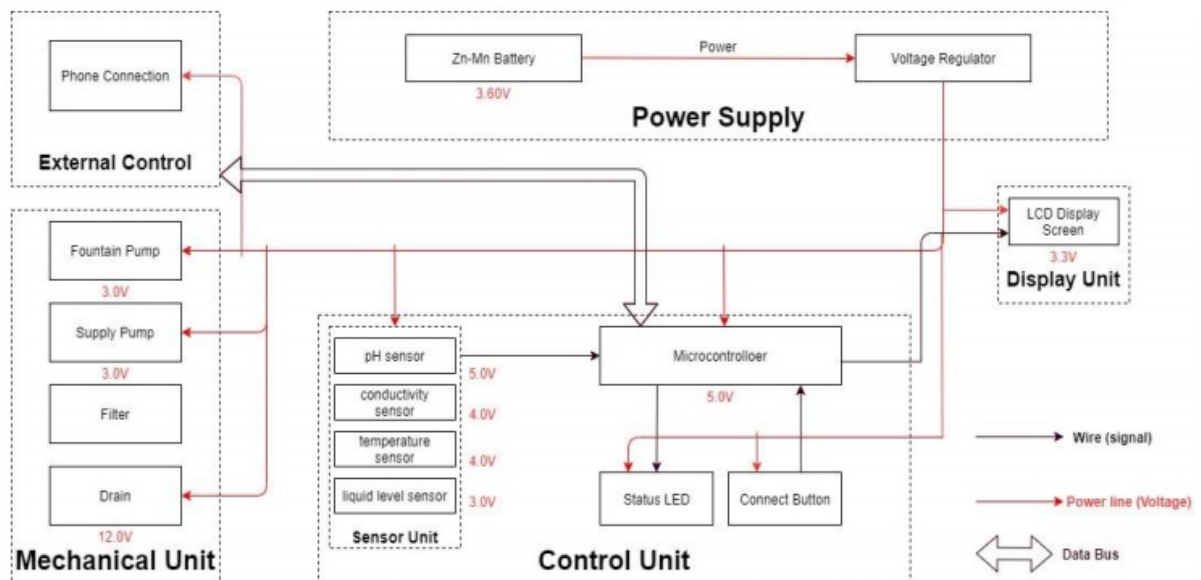 Phone Connection
External Control
Zn-Mn Battery
3.60V
Power
Voltage Regulator
Power Supply
Fountain Pump
3.0V
Supply Pump
3.0V
Filter
Drain
12.0V
Mechanical Unit
LCD Display
Screen
3.3V
Display Unit
pH sensor
5.0V
conductivity
sensor
4.0V
temperature
sensor
4.0V
liquid level sensor
3.0V
Sensor Unit
Microcontrolloer
5.0V
Status LED
Connect Button
Control Unit
Wire (signal)
Power line (Voltage)
Data Bus